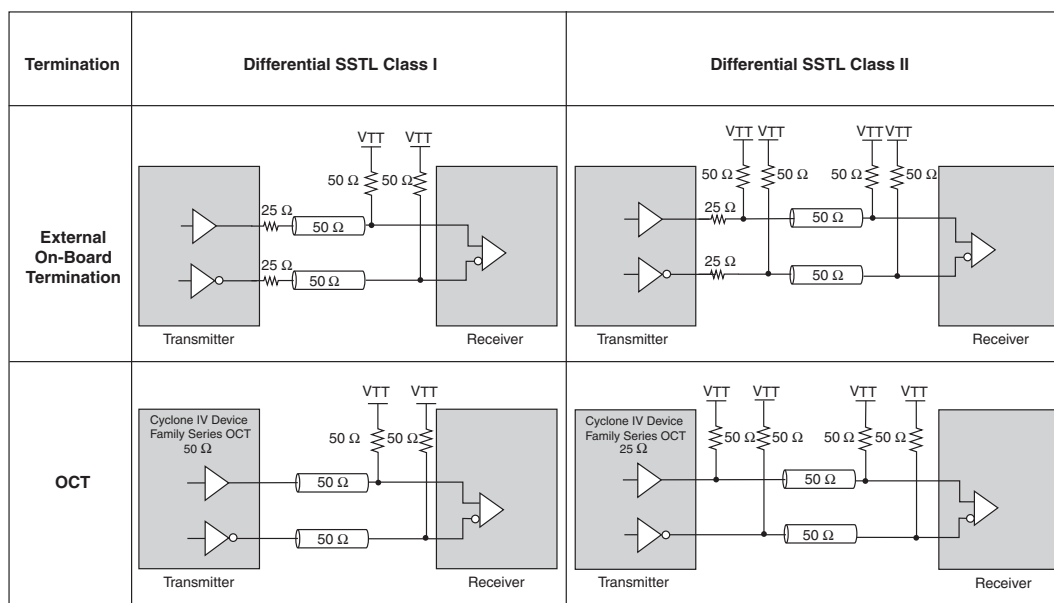 Termination
Differential SSTL Class I
Differential SSTL Class II
External
On-Board
Termination
VTT VTT
50 Ω 50 Ω
25 Ω
50 Ω
25 Ω
50 Ω
Transmitter
Receiver
VTT VTT
VTT VTT
50 Ω 50 Ω
50 Ω 50 Ω
25 Ω
50 Ω
25 Ω
50 Ω
Transmitter
Receiver
OCT
Cyclone IV Device
Family Series OCT
50 Ω
VTT VTT
50 Ω 50 Ω
50 Ω
50 Ω
Transmitter
Receiver
Cyclone IV Device
Family Series OCT
25 Ω
VTT VTT
VTT VTT
50 Ω 50 Ω
50 Ω 50 Ω
50 Ω
50 Ω
Transmitter
Receiver